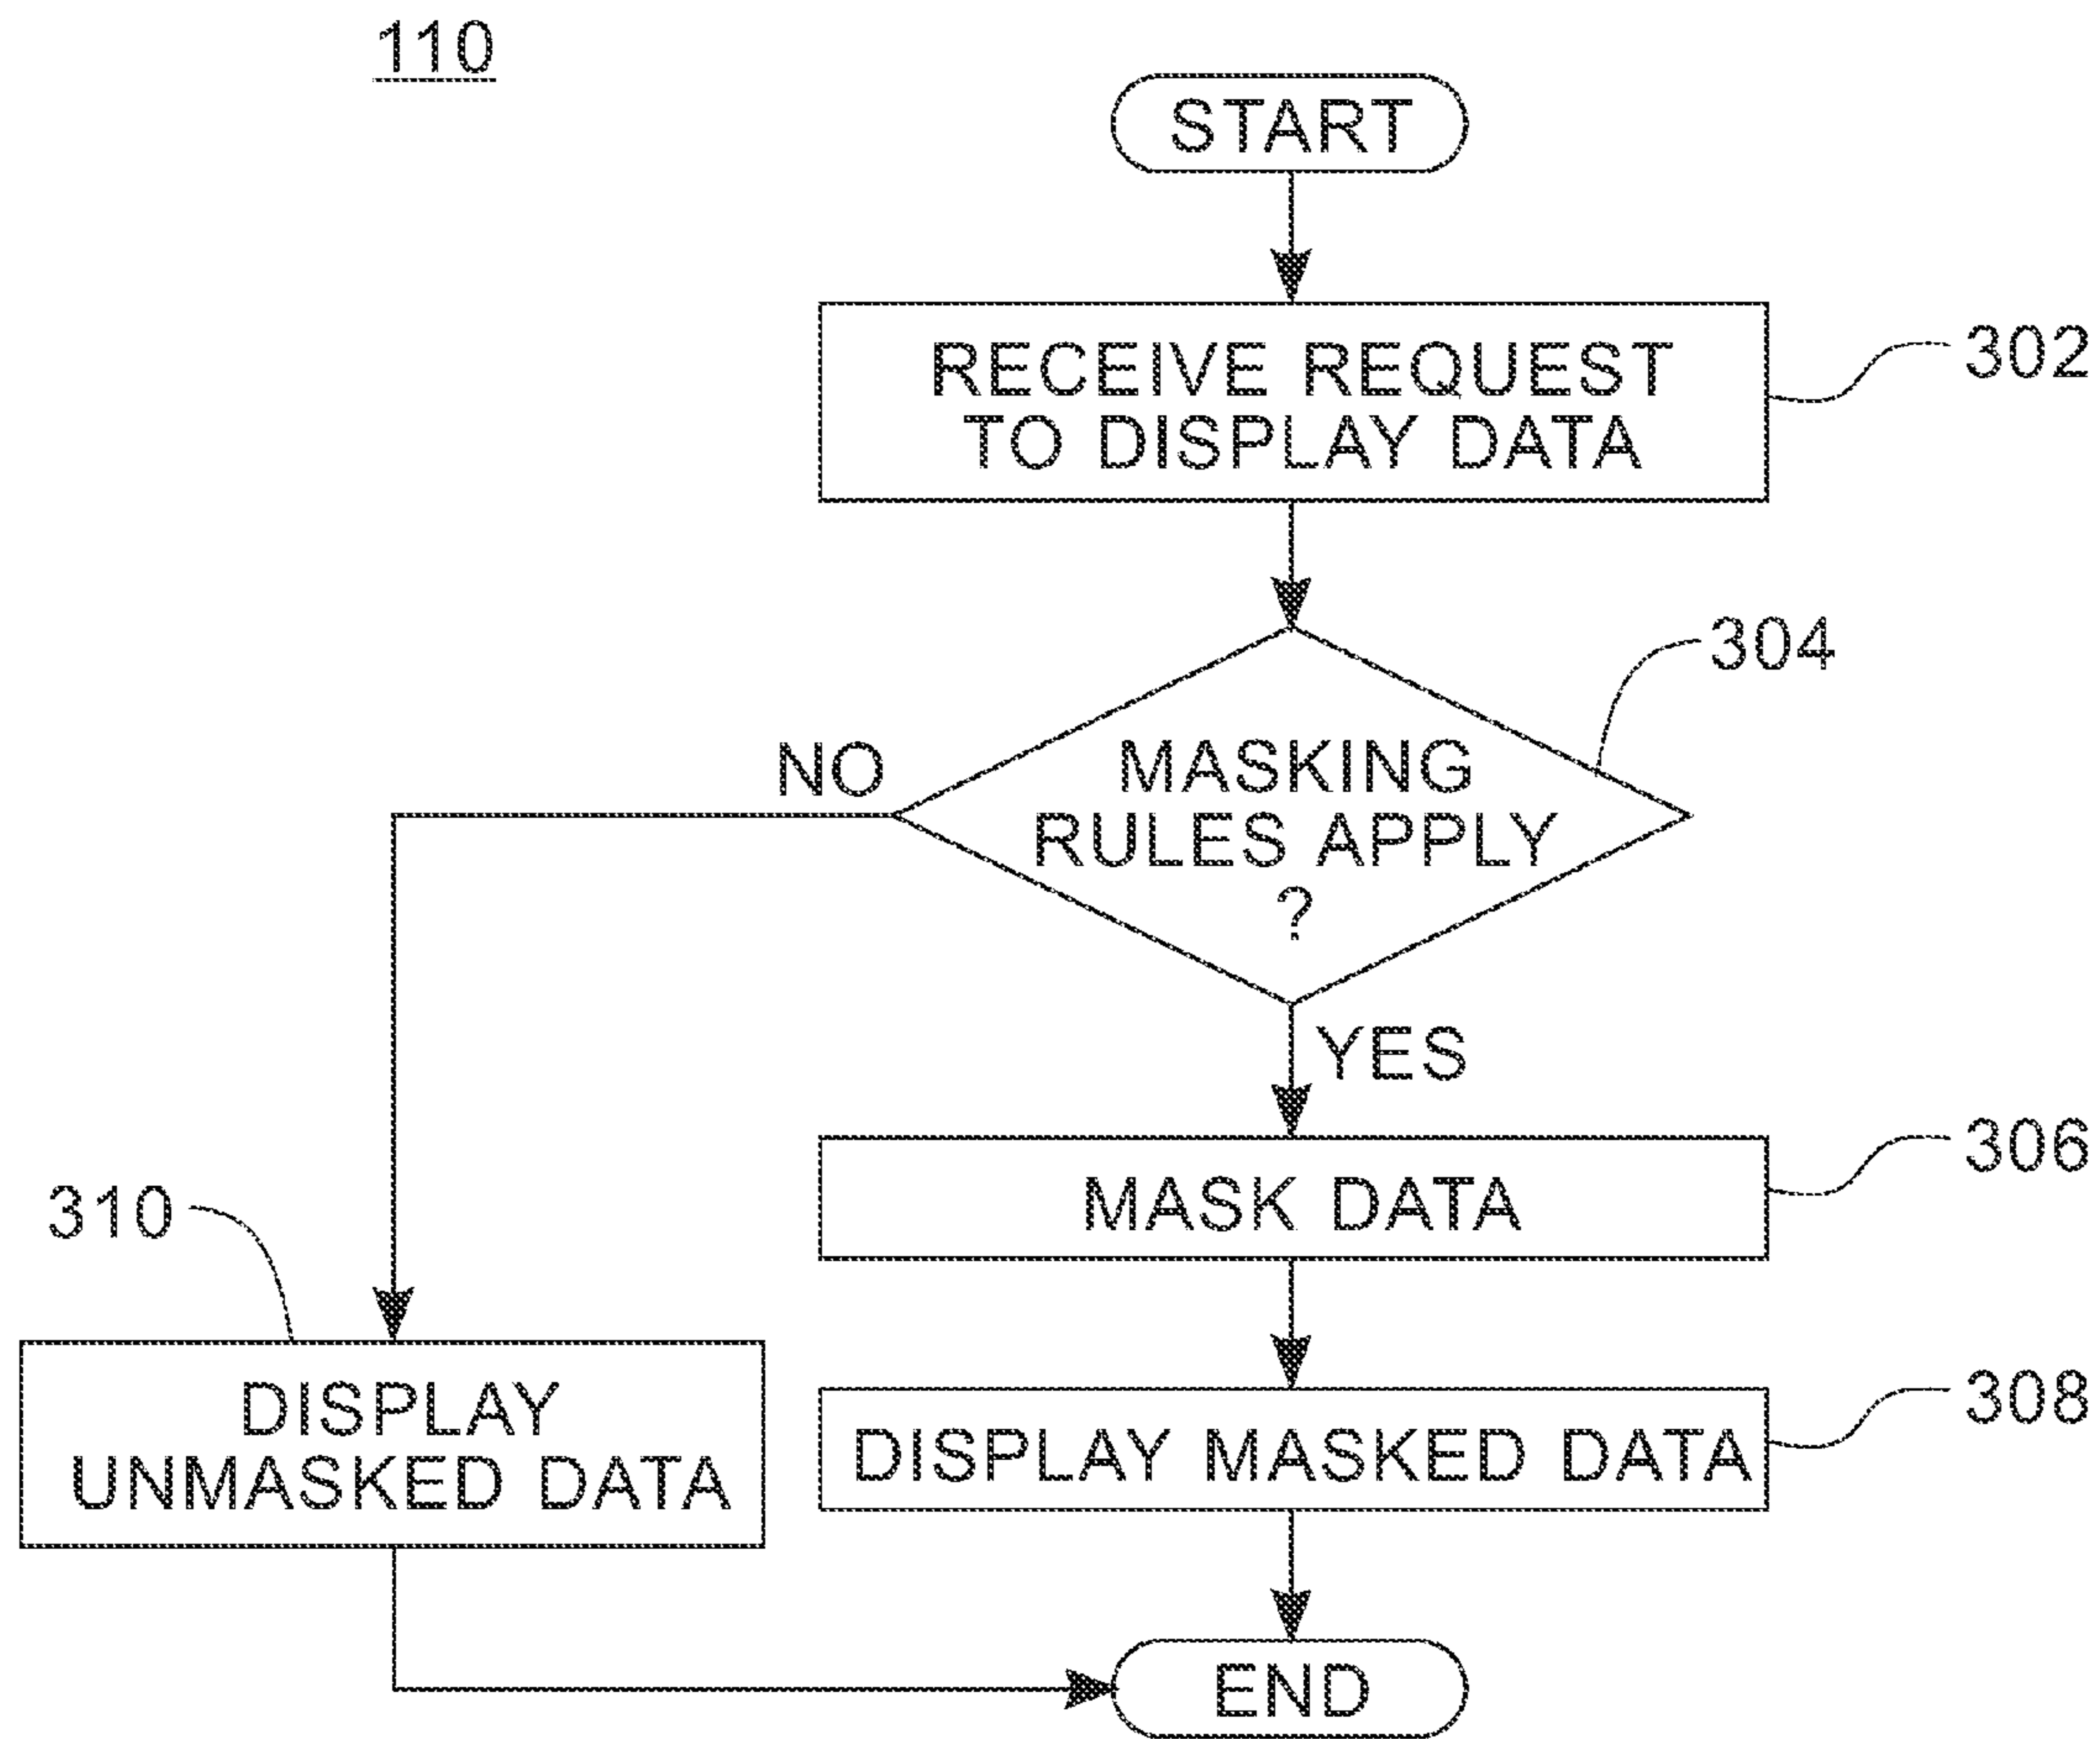 110
START
RECEIVE REQUEST
TO DISPLAY DATA
302
304
MASKING
RULES APPLY
?
NO
YES
MASK DATA
306
310
DISPLAY
UNMASKED DATA
DISPLAY MASKED DATA
308
END